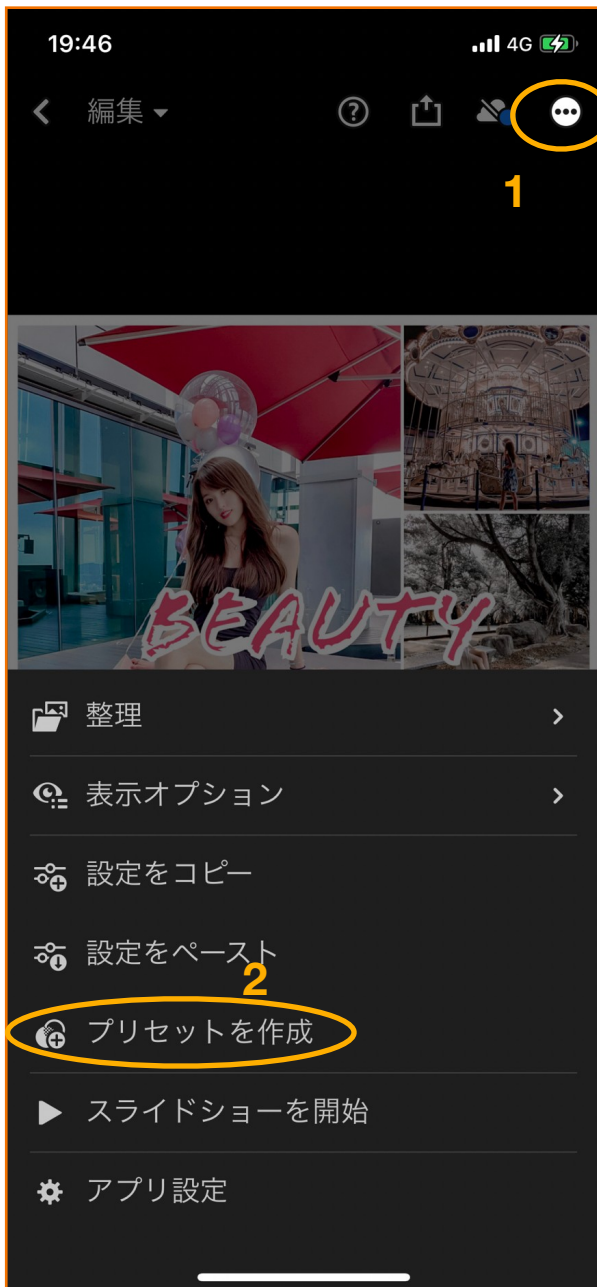 19:46
4G
編集
1
BEAUTY
整理
表示オプション
設定をコピー
設定をペースト
2
プリセットを作成
スライドショーを開始
アプリ設定